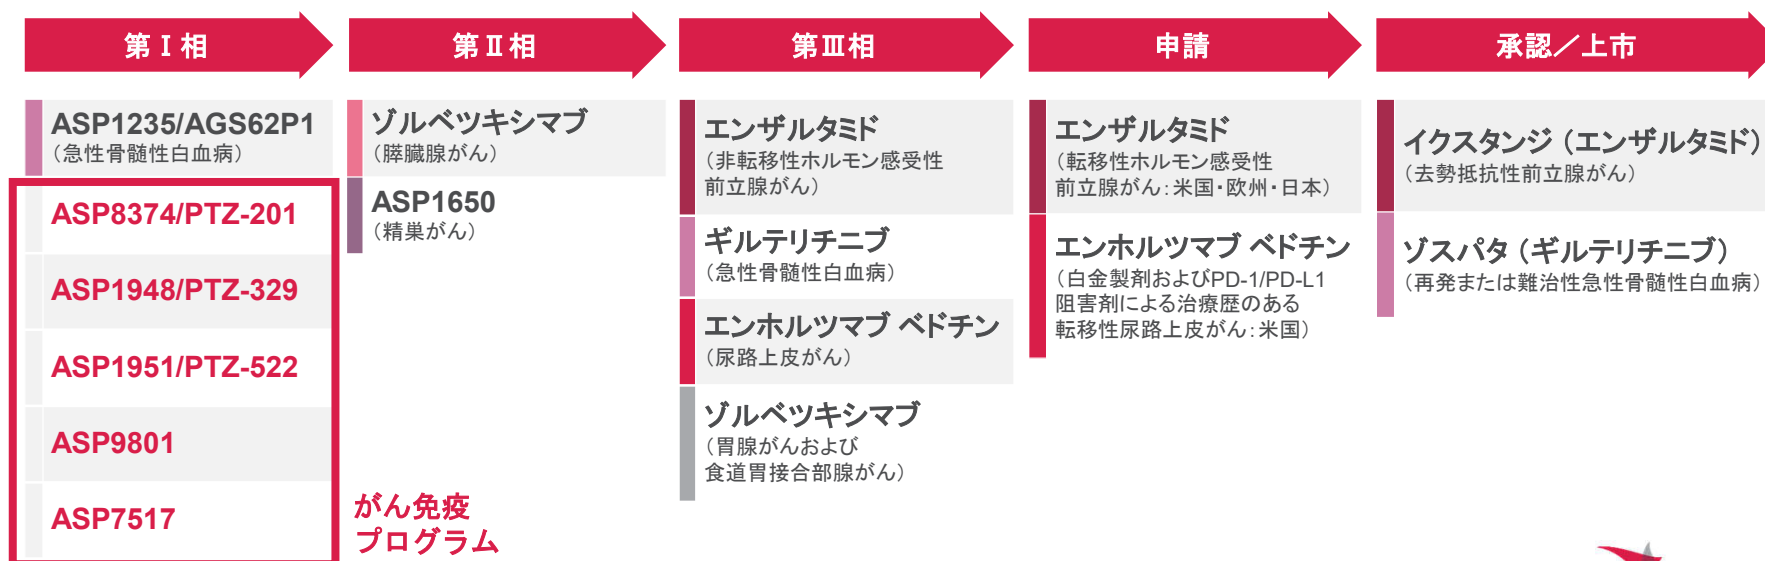 第Ⅰ相
第Ⅱ相
第Ⅲ相
申請
承認／上市
ASP1235/AGS62P1
（急性骨髄性白血病）
ASP8374/PTZ-201
ASP1948/PTZ-329
ASP1951/PTZ-522
ASP9801
ASP7517
がん免疫
プログラム
ゾルベツキシマブ
（膵臓腺がん）
ASP1650
（精巣がん）
エンザルタミド
（非転移性ホルモン感受性
前立腺がん）
ギルテリチニブ
（急性骨髄性白血病）
エンホルツマブ ベドチン
（尿路上皮がん）
ゾルベツキシマブ
（胃腺がんおよび
食道胃接合部腺がん）
エンザルタミド
（転移性ホルモン感受性
前立腺がん：米国・欧州・日本）
エンホルツマブ ベドチン
（白金製剤およびPD-1/PD-L1
阻害剤による治療歴のある
転移性尿路上皮がん：米国）
イクスタンジ（エンザルタミド）
（去勢抵抗性前立腺がん）
ゾスパタ（ギルテリチニブ）
（再発または難治性急性骨髄性白血病）